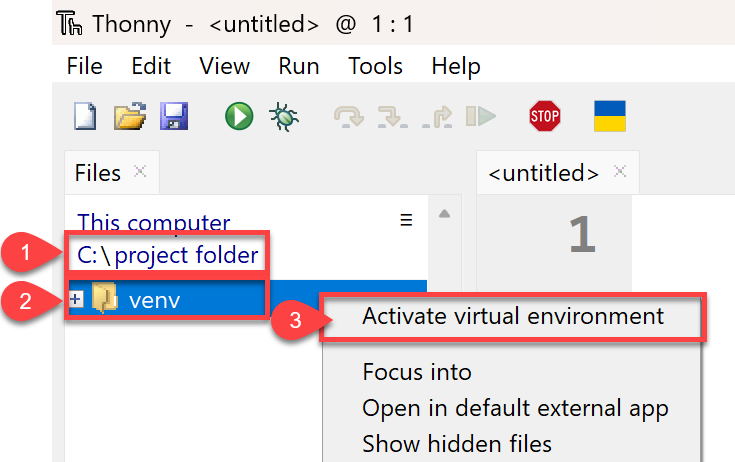 Th Thonny - <untitled> @ 1 : 1
File Edit View Run Tools Help
STOP
Files × <untitled> ×
This computer ≡
1 C:\project folder
1
2 venv
3 Activate virtual environment
Focus into
Open in default external app
Show hidden files